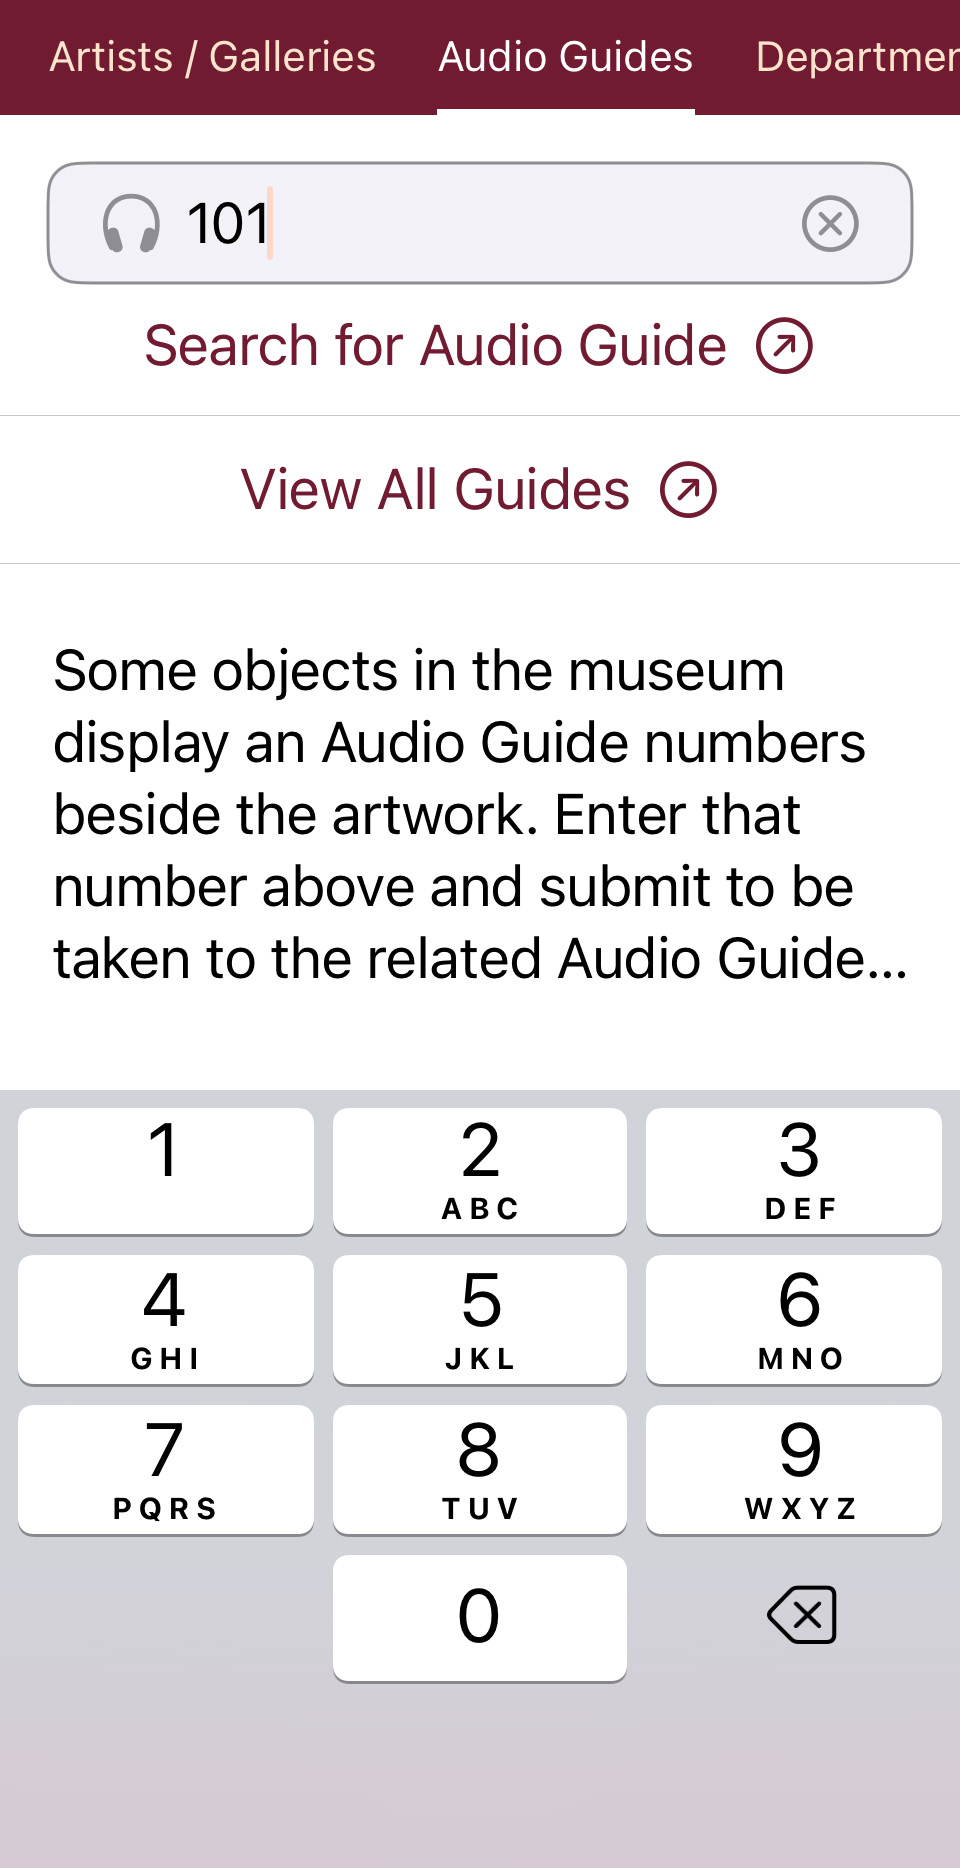 Artists / Galleries Audio Guides Departmen
101
Search for Audio Guide
View All Guides
Some objects in the museum
display an Audio Guide numbers
beside the artwork. Enter that
number above and submit to be
taken to the related Audio Guide...
1 2 3
ABC DEF
4 5 6
GHI JKL MNO
7 8 9
PQRS TUV WXYZ
0